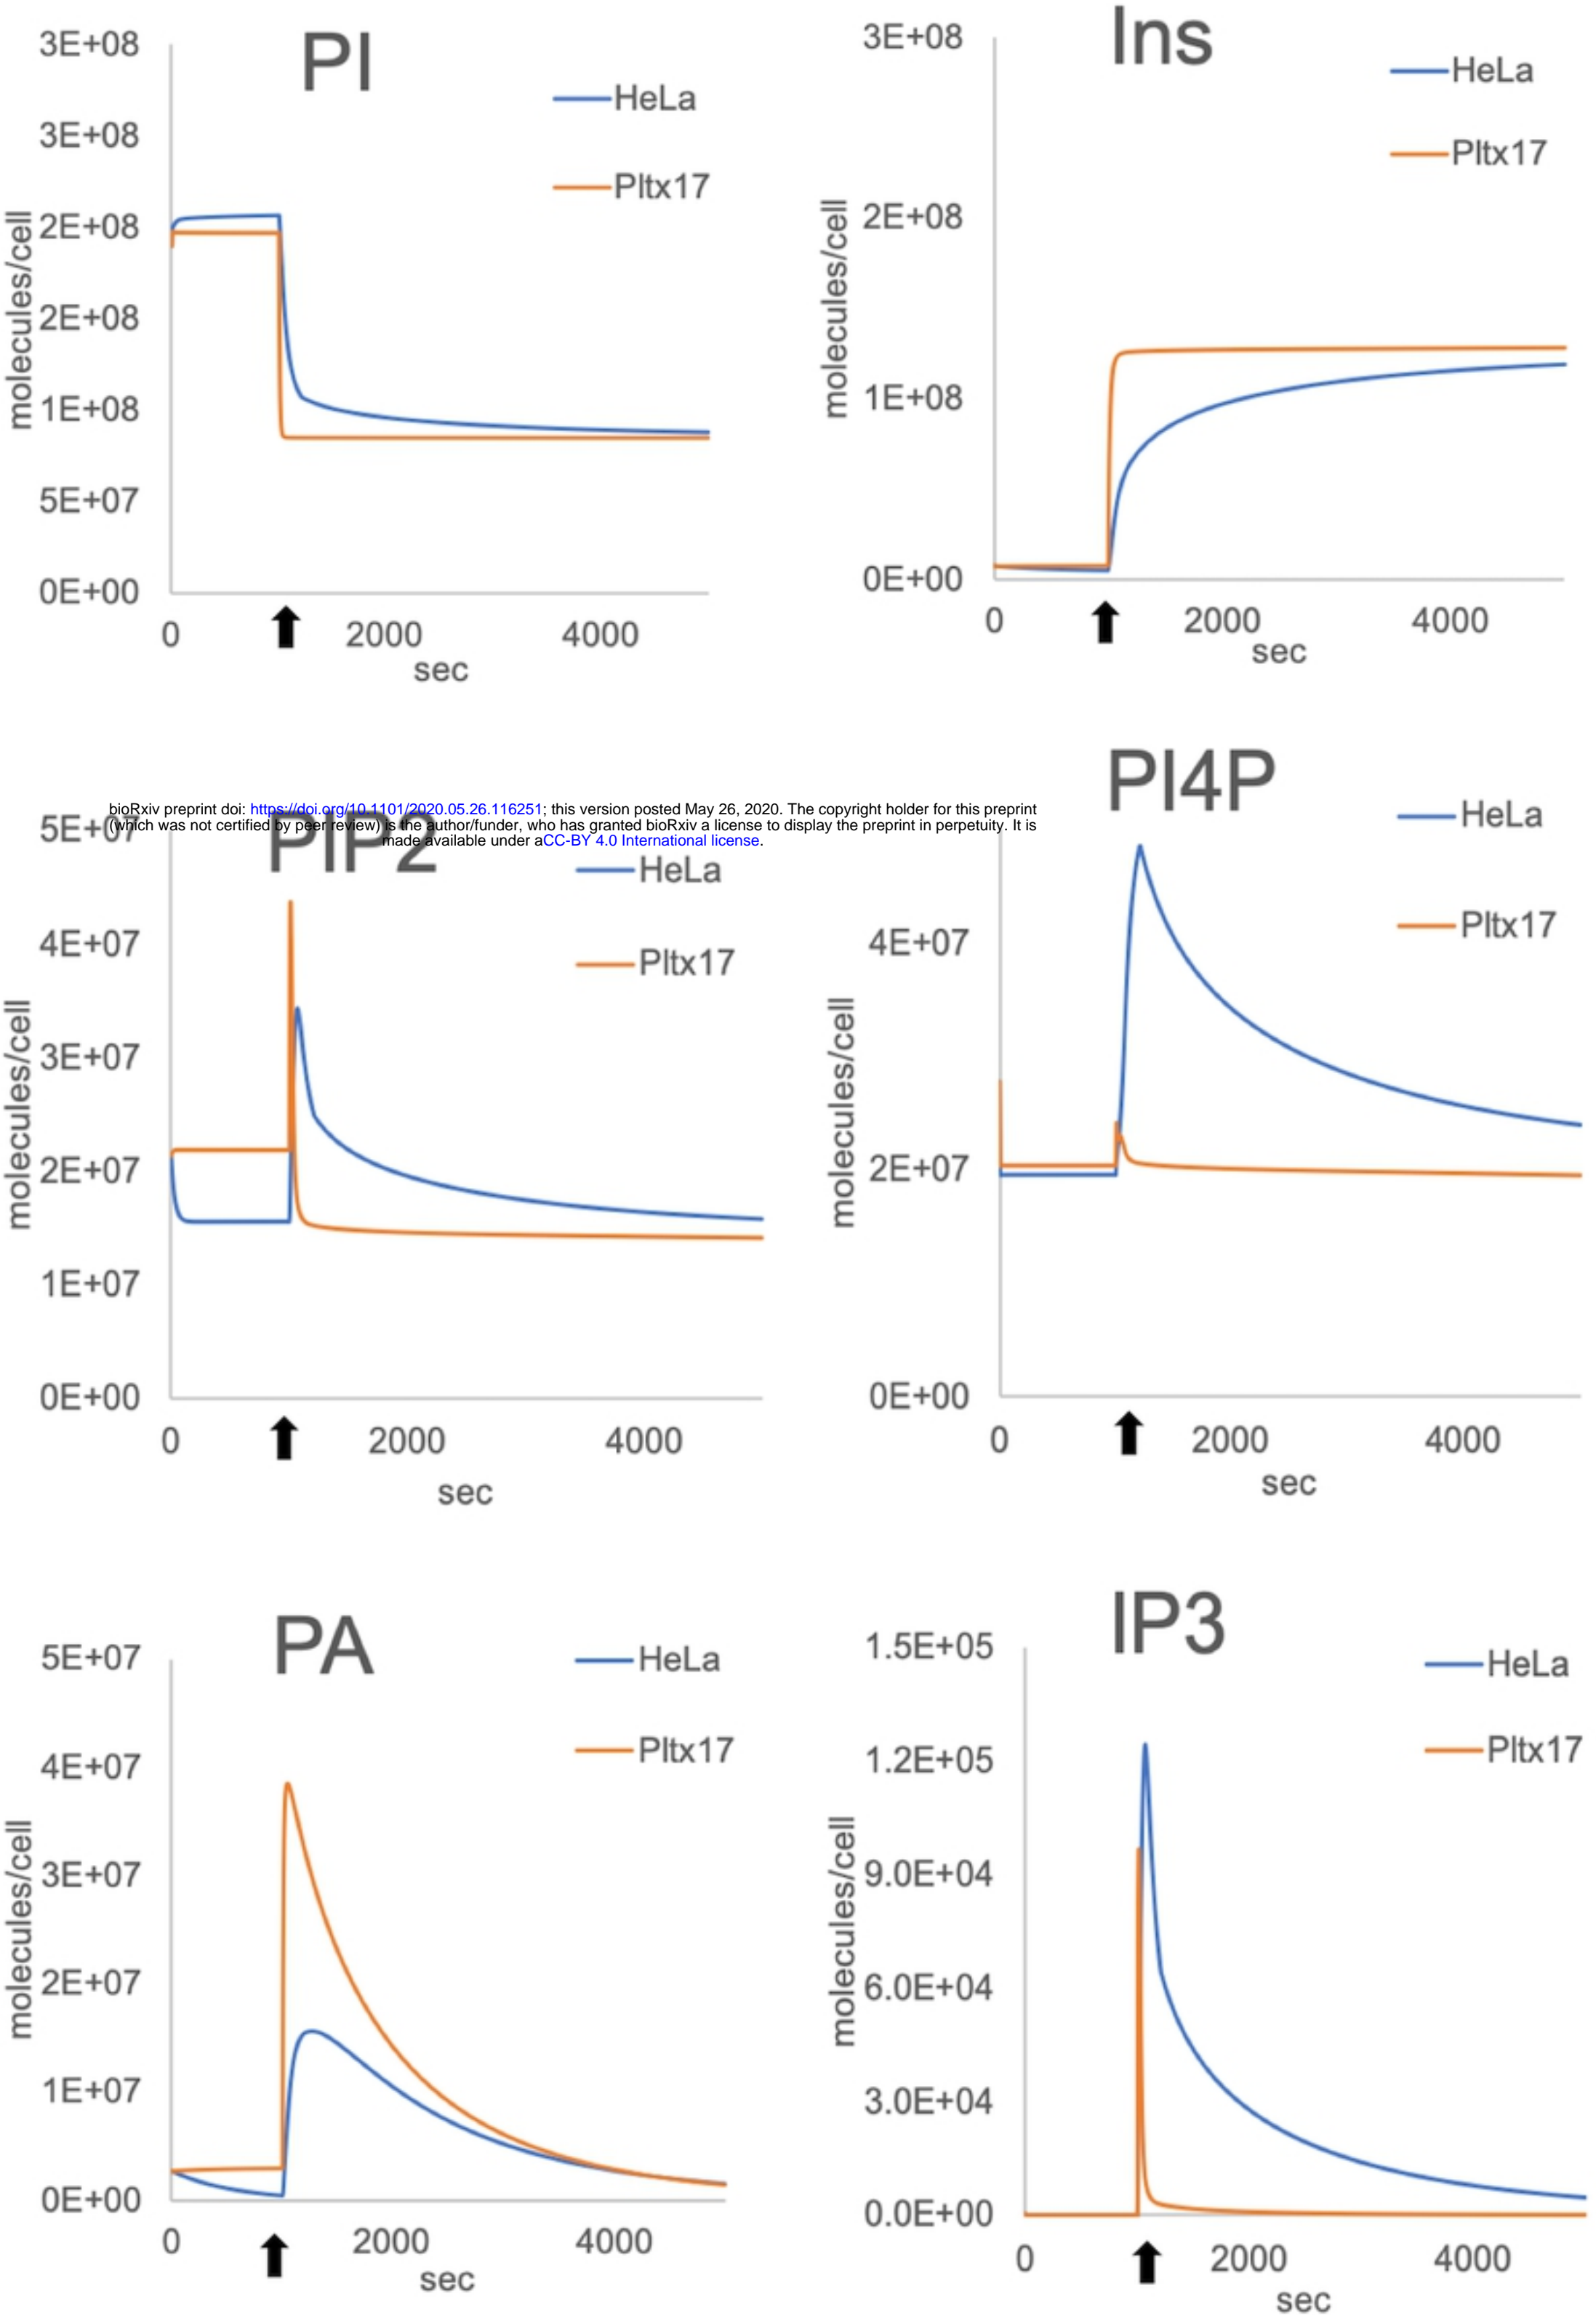 PI
3E+08
3E+08
2E+08
2E+08
1E+08
5E+07
0E+00
molecules/cell
HeLa
Pltx17
0
2000
4000
sec
Ins
3E+08
2E+08
1E+08
0E+00
molecules/cell
HeLa
Pltx17
0
2000
4000
sec
bioRxiv preprint doi: https://doi.org/10.1101/2020.05.26.116251; this version posted May 26, 2020. The copyright holder for this preprint
(which was not certified by peer review) is the author/funder, who has granted bioRxiv a license to display the preprint in perpetuity. It is
made available under aCC-BY 4.0 International license.
PIP2
5E+07
4E+07
3E+07
2E+07
1E+07
0E+00
molecules/cell
HeLa
Pltx17
0
2000
4000
sec
PI4P
4E+07
2E+07
0E+00
molecules/cell
HeLa
Pltx17
0
2000
4000
sec
PA
5E+07
4E+07
3E+07
2E+07
1E+07
0E+00
molecules/cell
HeLa
Pltx17
0
2000
4000
sec
IP3
1.5E+05
1.2E+05
9.0E+04
6.0E+04
3.0E+04
0.0E+00
molecules/cell
HeLa
Pltx17
0
2000
4000
sec